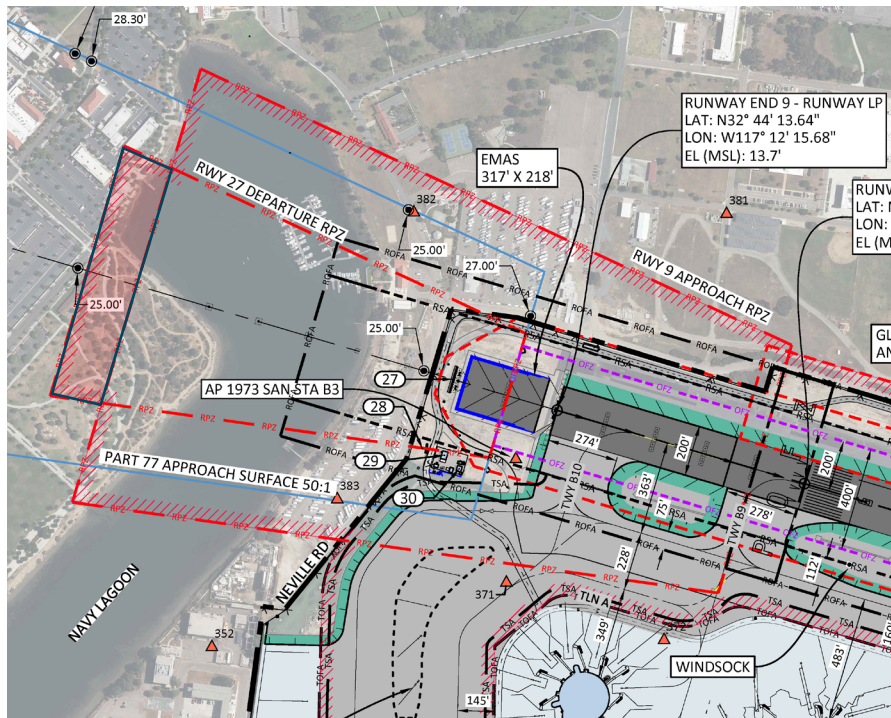 28.30'
RPZ
RUNWAY END 9 - RUNWAY LP
LAT: N32° 44' 13.64"
LON: W117° 12' 15.68"
EL (MSL): 13.7'
EMAS
317' X 218'
RUNW
LAT: N
LON:
EL (M
RWY 27 DEPARTURE RPZ
382
381
25.00'
27.00'
RWY 9 APPROACH RPZ
ROFA
RSA
25.00'
25.00'
GL
AN
27
AP 1973 SAN STA B3
OFZ
28
29
30
274'
200'
200'
TWY B10
363'
75'
TWY B9
278'
400'
PART 77 APPROACH SURFACE 50:1
383
NEVILLE RD
228'
112'
NAVY LAGOON
371
TLN A
TSA
TOFA
372
352
349'
483'
WINDSOCK
145'